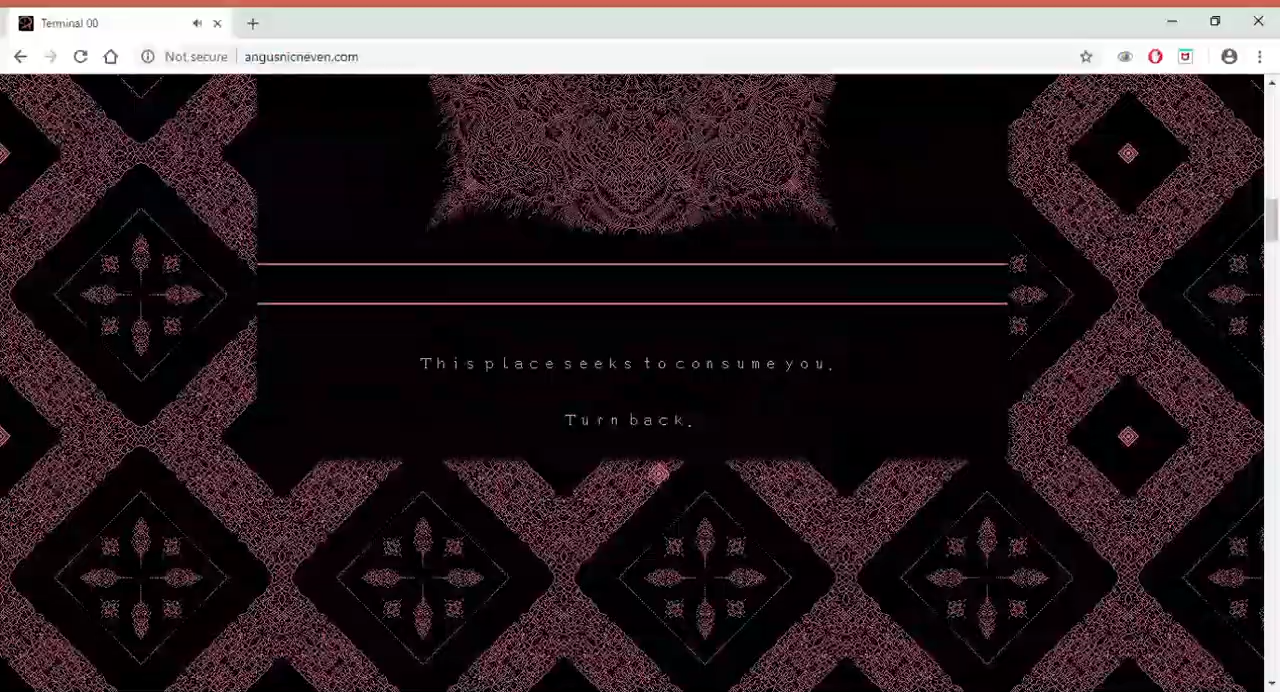 Terminal 00
Not secure
angusnicneven.com
This place seeks to consume you.
Turn back.